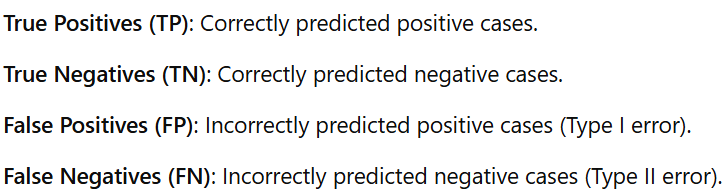 True Positives (TP): Correctly predicted positive cases.
True Negatives (TN): Correctly predicted negative cases.
False Positives (FP): Incorrectly predicted positive cases (Type I error).
False Negatives (FN): Incorrectly predicted negative cases (Type II error).